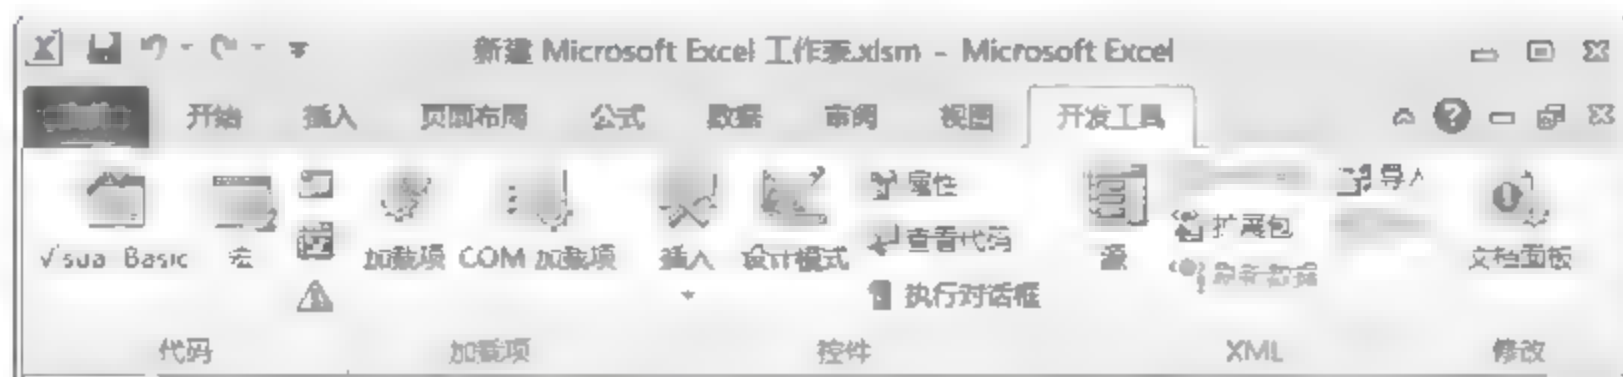 新建 Microsoft Excel 工作表.xlsm - Microsoft Excel
开始 插入 页面布局 公式 数据 审阅 视图 开发工具
属性 导入
Visual Basic 宏 加载项 COM 加载项 插入 设计模式 查看代码 源 扩展包 文档面板
执行对话框 刷新数据
代码 加载项 控件 XML 修改